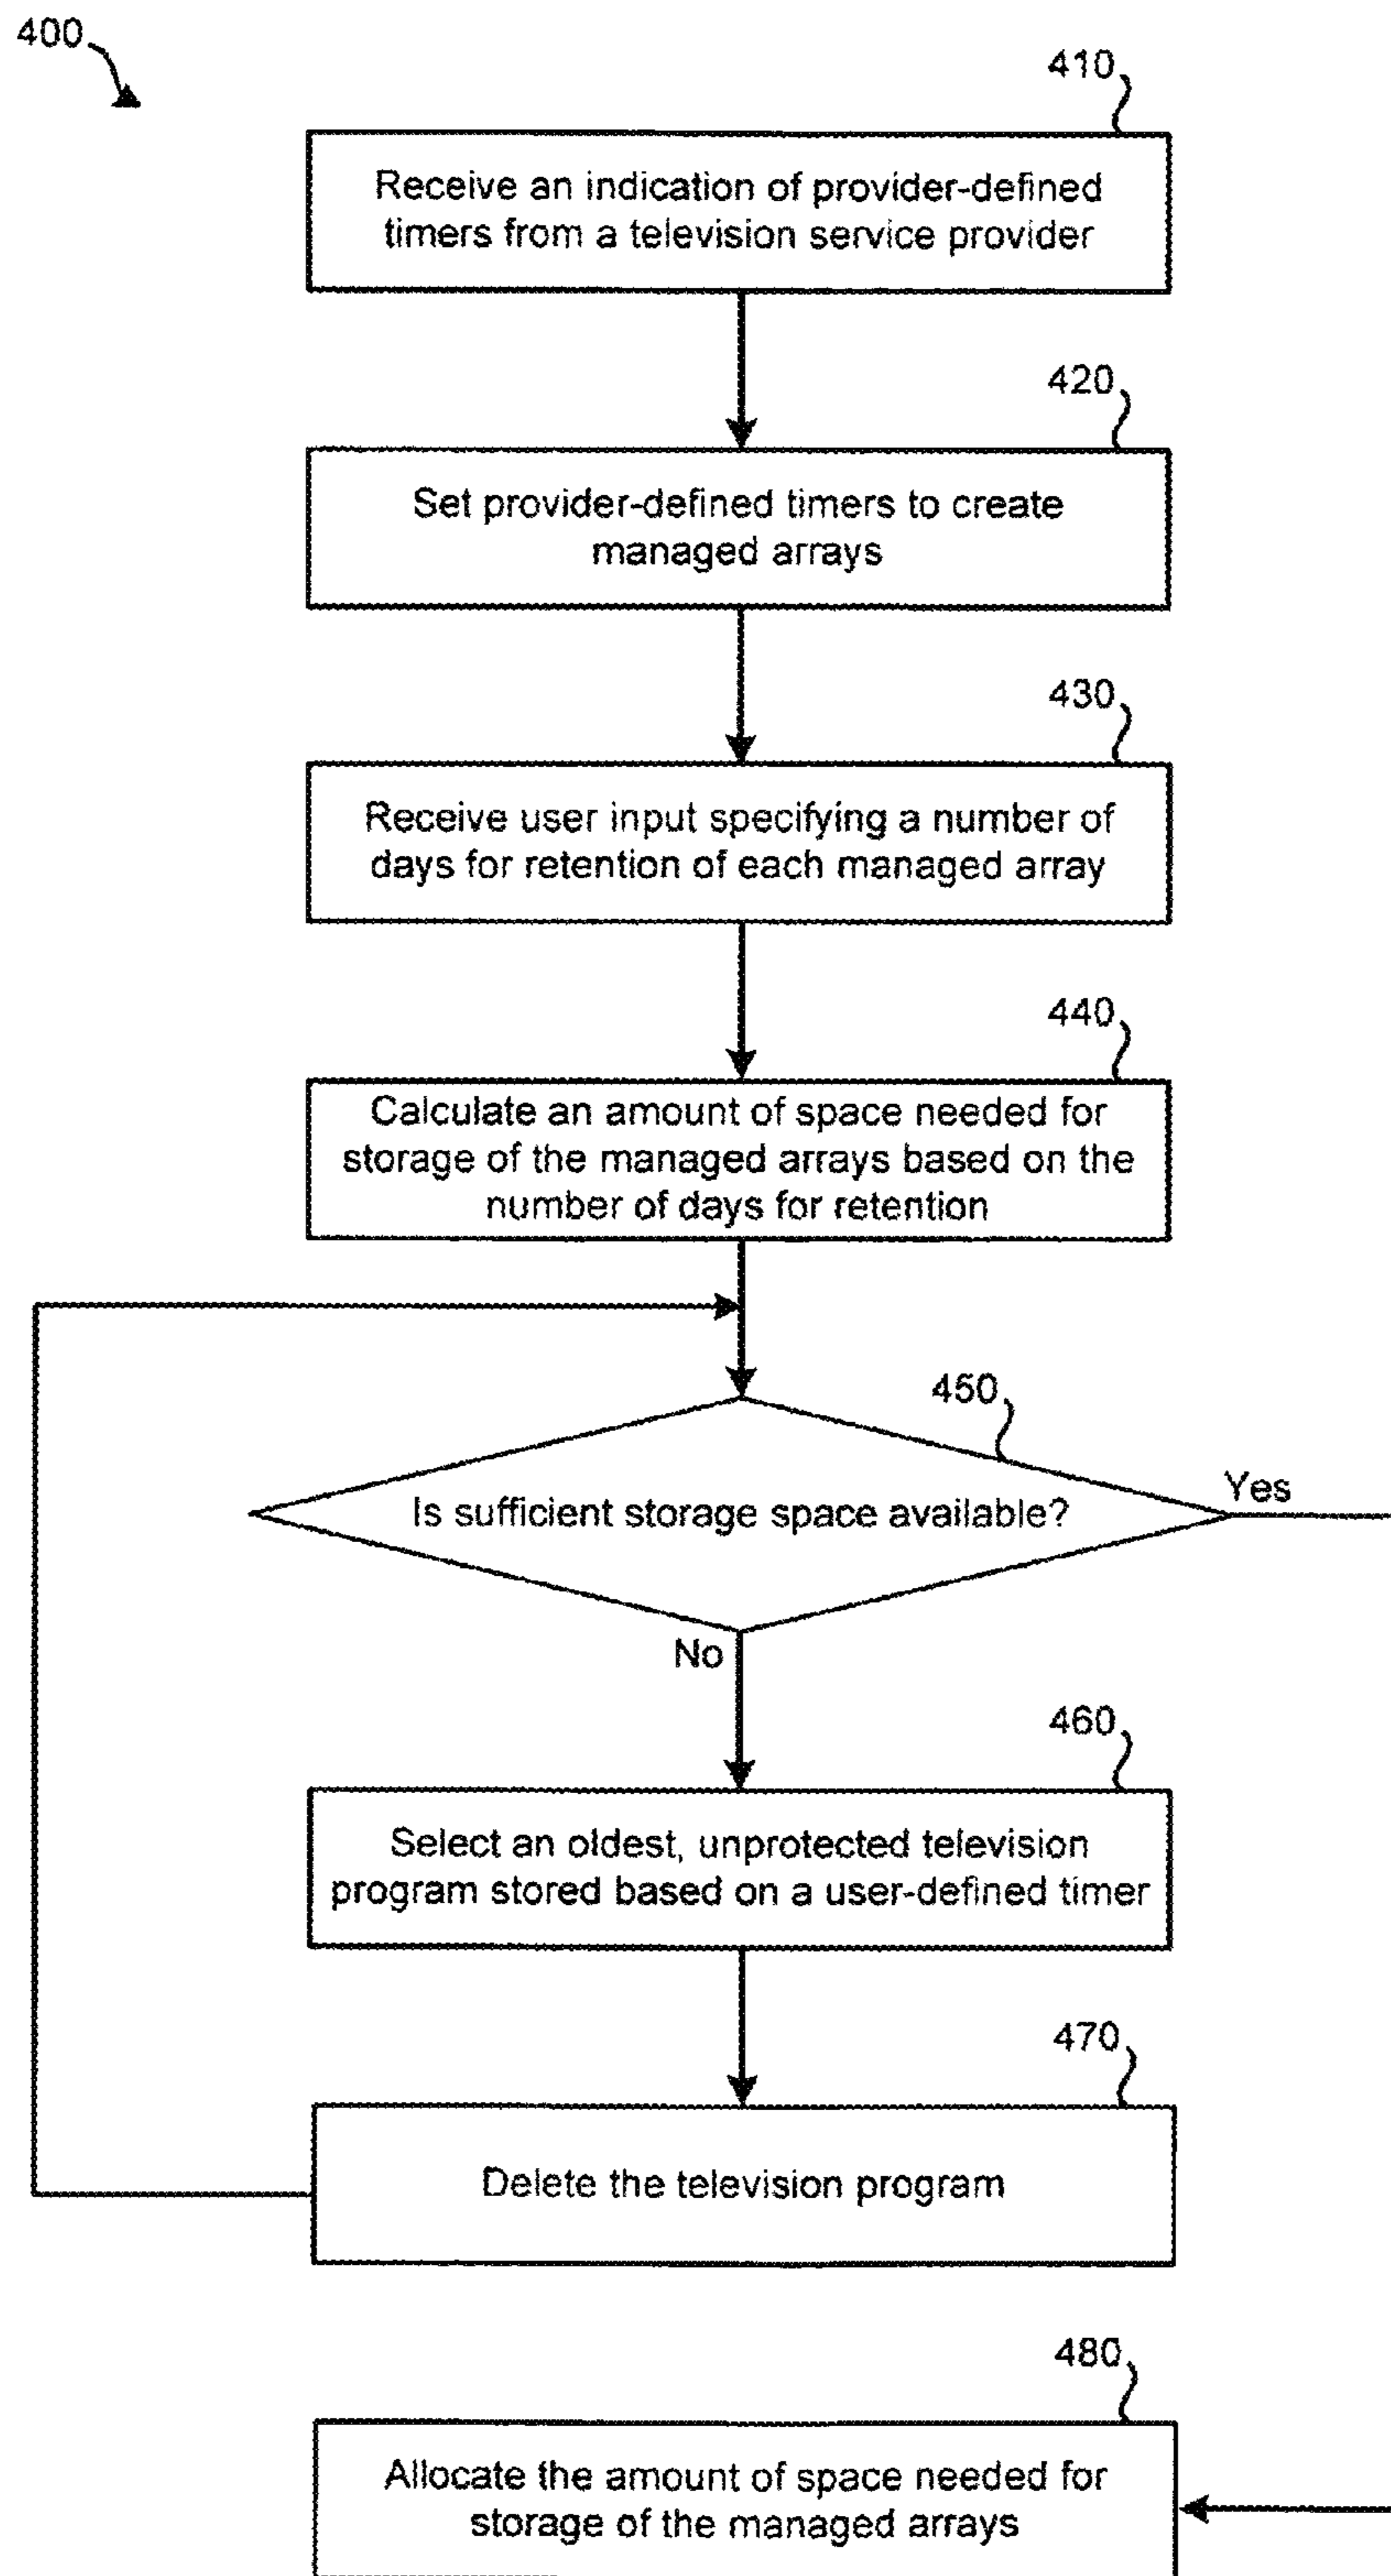 400
410
Receive an indication of provider-defined
timers from a television service provider
420
Set provider-defined timers to create
managed arrays
430
Receive user input specifying a number of
days for retention of each managed array
440
Calculate an amount of space needed for
storage of the managed arrays based on the
number of days for retention
450
Is sufficient storage space available?
Yes
No
460
Select an oldest, unprotected television
program stored based on a user-defined timer
470
Delete the television program
480
Allocate the amount of space needed for
storage of the managed arrays